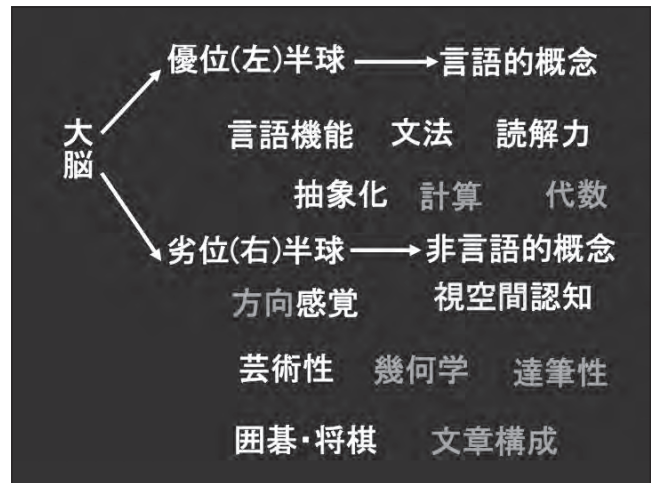 優位(左)半球 言語的概念
大脳
言語機能 文法 読解力
抽象化 計算 代数
劣位(右)半球 非言語的概念
方向感覚 視空間認知
芸術性 幾何学 達筆性
囲碁・将棋 文章構成